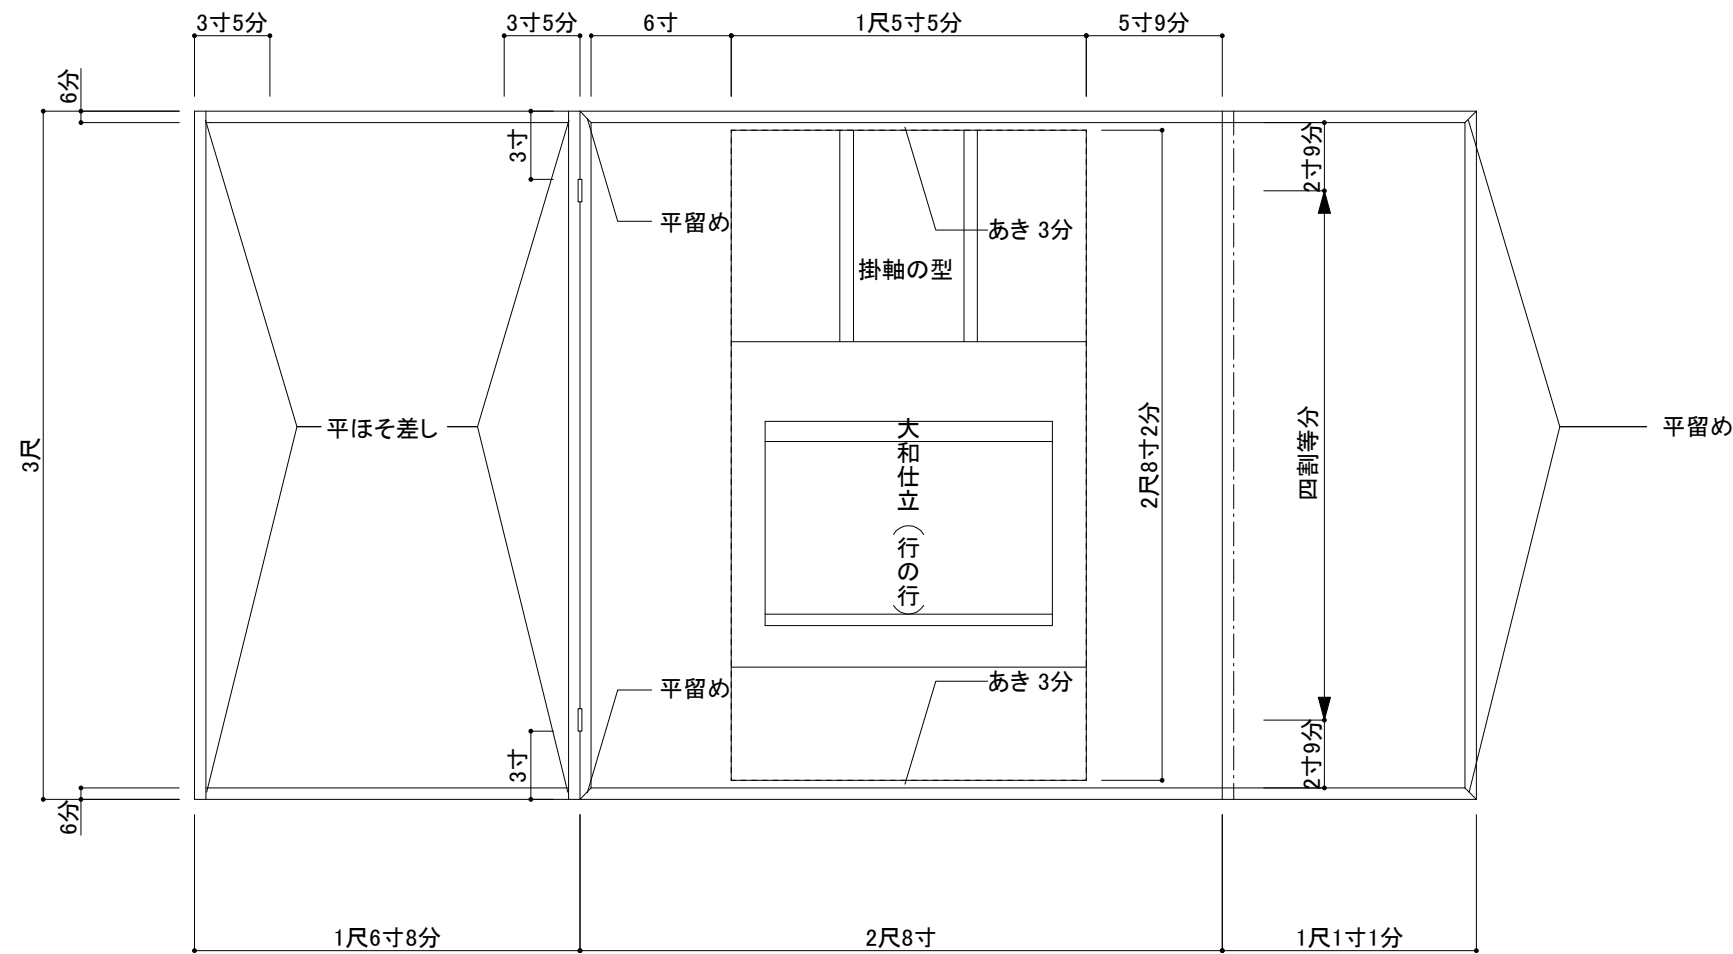 3寸5分
3寸5分
6寸
1尺5寸5分
5寸9分
6分
3寸
2寸9分
平留め
あき 3分
掛軸の型
平ほそ差し
3尺
大和仕立(行の行)
2尺8寸2分
四割等分
平留め
平留め
あき 3分
3寸
2寸9分
6分
1尺6寸8分
2尺8寸
1尺1寸1分